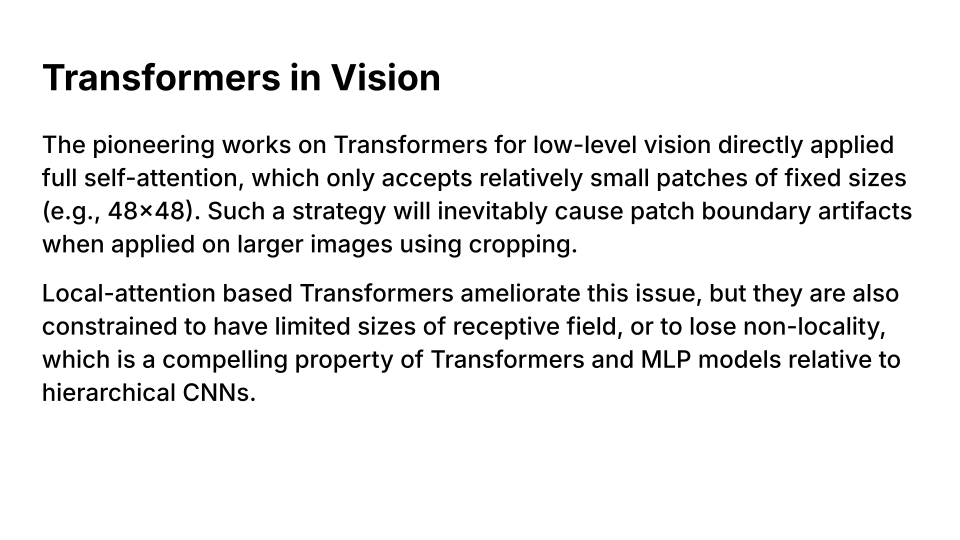 Transformers in Vision
The pioneering works on Transformers for low-level vision directly applied
full self-attention, which only accepts relatively small patches of fixed sizes
(e.g., 48×48). Such a strategy will inevitably cause patch boundary artifacts
when applied on larger images using cropping.
Local-attention based Transformers ameliorate this issue, but they are also
constrained to have limited sizes of receptive field, or to lose non-locality,
which is a compelling property of Transformers and MLP models relative to
hierarchical CNNs.